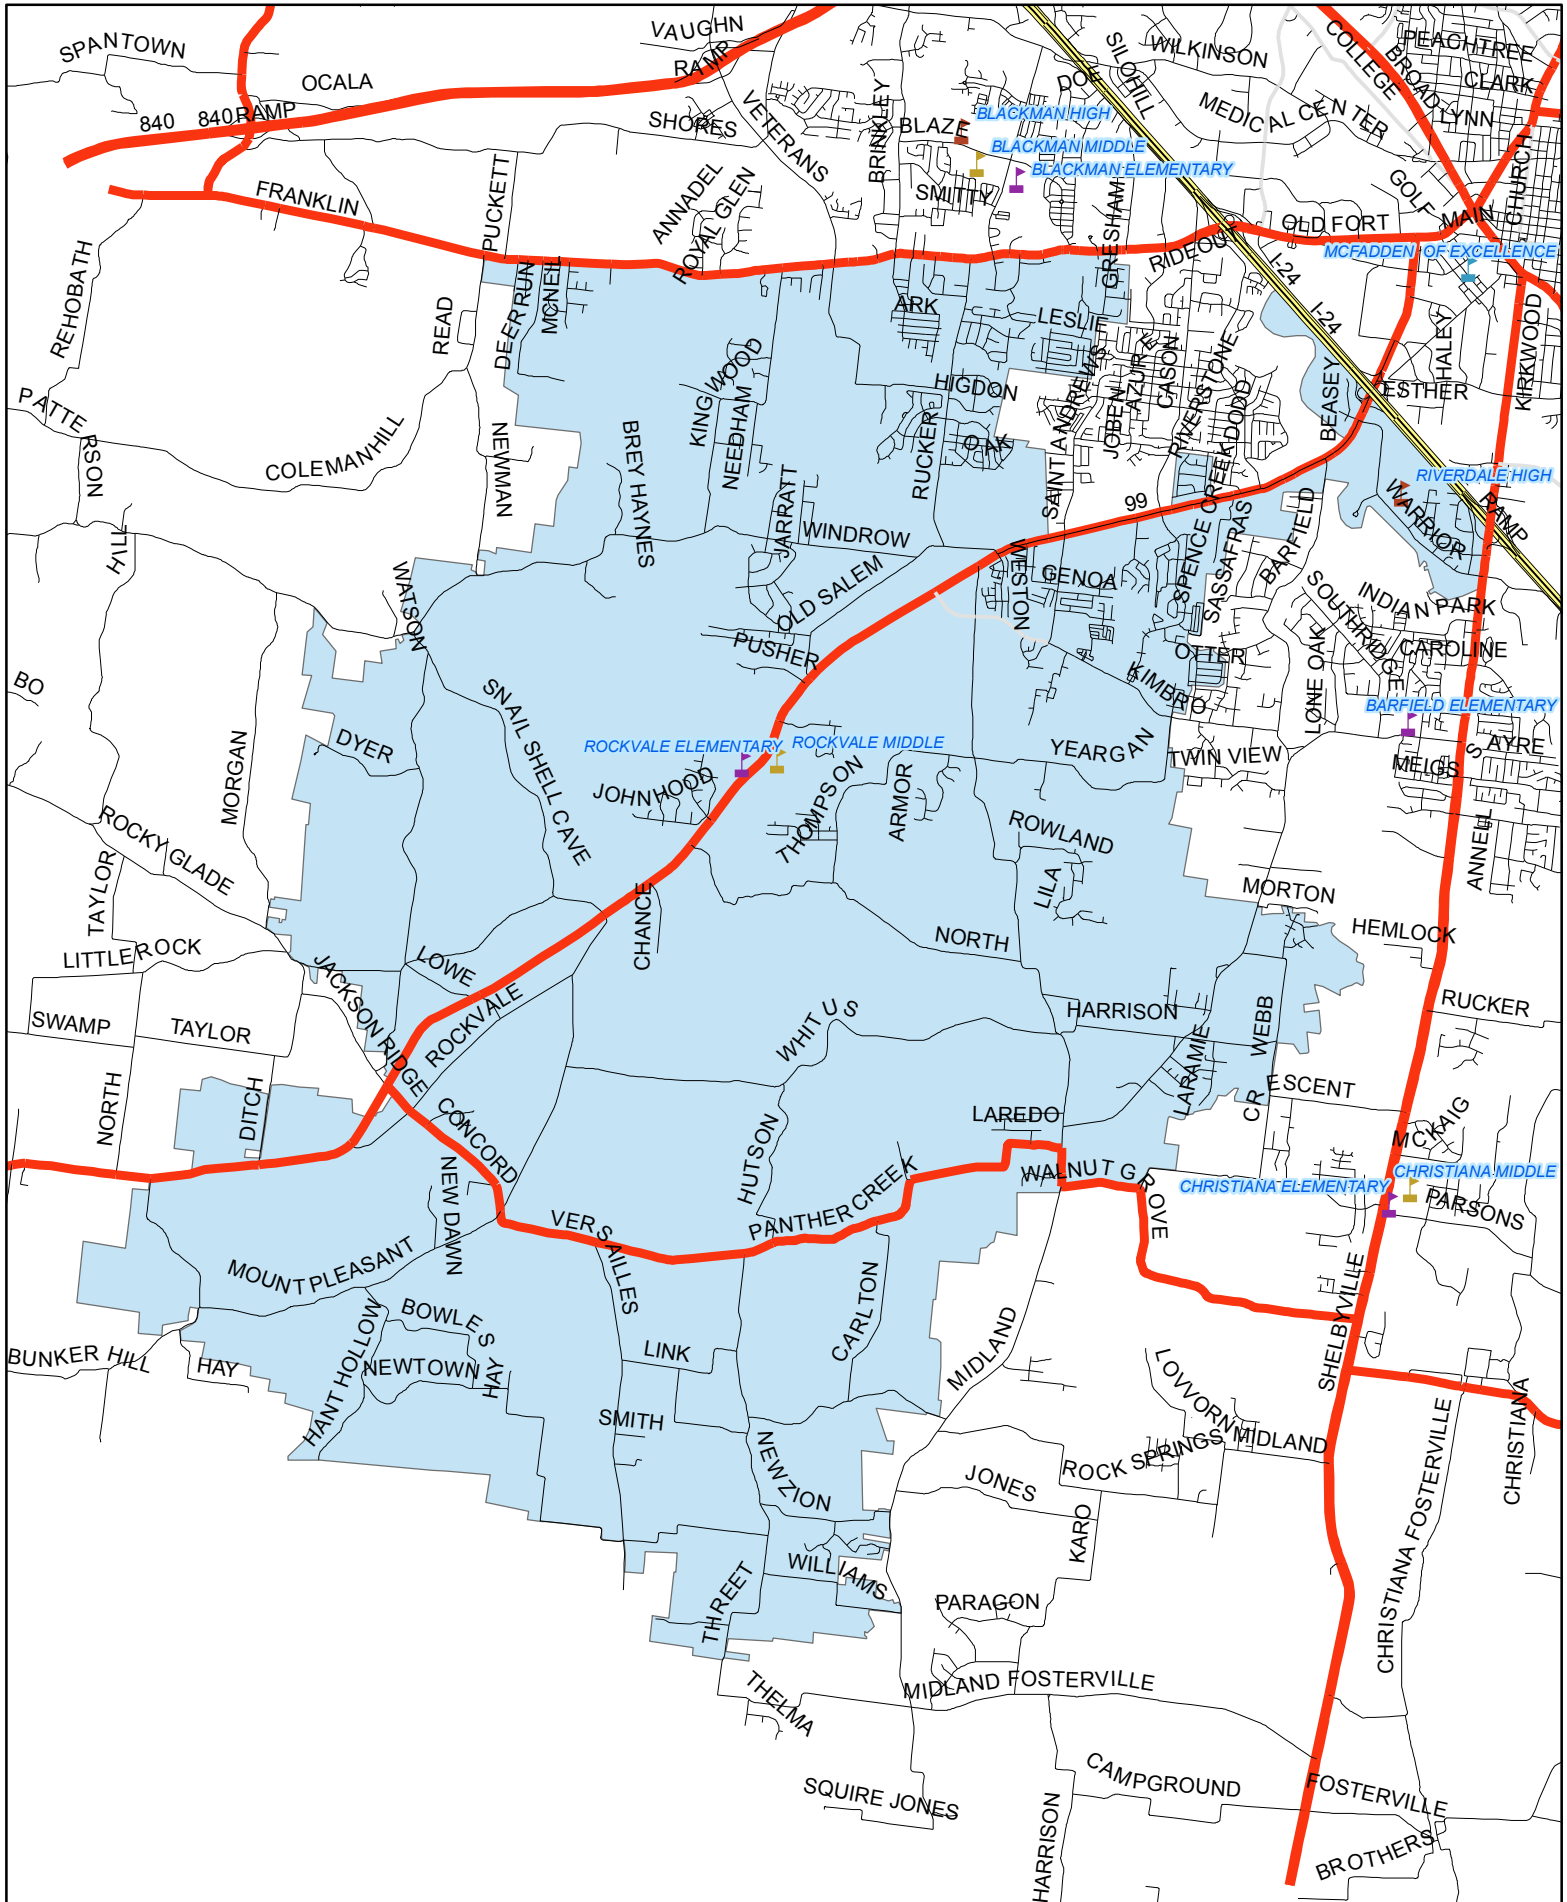 VAUGHN
SPANTOWN
OCALA
RAMP
840
840
RAMP
SHORES
VETERANS
BRINKLEY
BLAZE
BLACKMAN HIGH
BLACKMAN MIDDLE
BLACKMAN ELEMENTARY
SMITTY
DOE
SILOHILL
WILKINSON
MEDICAL CENTER
COLLEGE
BROAD
PEACHTREE
CLARK
LYNN
CHURCH
GOLF
MAIN
OLD FORT
MCFADDEN OF EXCELLENCE
FRANKLIN
PUCKETT
ANNADEL
ROYAL GLEN
GRESHAM
RIDEOUT
I-24
I-24
REHOBATH
READ
DEER RUN
MCNEIL
ARK
LESLIE
HALEY
KIRKWOOD
KINGWOOD
NEEDHAM
HIGDON
OAK
RUCKER
SAINT ANDREWS
JOBEN
AZURE
CASON
RIVERSTONE
DODD
BEASEY
ESTHER
PATTERSON
COLEMANHILL
NEWMAN
BREY HAYNES
JARRATT
WINDROW
99
SPENCE CREEK
SASSAFRAS
BARFIELD
RIVERDALE HIGH
WARRIOR
RAMP
HILL
WATSON
OLD SALEM
PUSHER
WESTON
GENOA
KIMBRO
OTTER
SOUTHRIDGE
INDIAN PARK
LONE OAK
CAROLINE
BO
SNAIL SHELL CAVE
DYER
MORGAN
ROCKVALE ELEMENTARY
ROCKVALE MIDDLE
YEARGAN
TWIN VIEW
BARFIELD ELEMENTARY
MEIGS
S
AYRE
JOHN HOOD
THOMPSON
ARMOR
ROWLAND
LILA
ANNELL
ROCKY GLADE
TAYLOR
MORTON
HEMLOCK
LITTLE ROCK
CHANCE
NORTH
LOWE
JACKSON RIDGE
ROCKVALE
SWAMP
TAYLOR
WHITUS
HARRISON
WEBB
RUCKER
LARAMIE
NORTH
DITCH
CRESCENT
CONCORD
LAREDO
MCKAIG
HUTSON
WALNUT GROVE
CHRISTIANA MIDDLE
CHRISTIANA ELEMENTARY
PARSONS
NEW DAWN
PANTHER CREEK
VERSAILLES
MOUNT PLEASANT
CARLTON
SHELBYVILLE
BOWLES
HANT HOLLOW
NEWTOWN
HAY
LINK
MIDLAND
BUNKER HILL
HAY
LOVVORN
SMITH
MIDLAND
ROCK SPRINGS
CHRISTIANA
NEWZION
JONES
KARO
CHRISTIANA FOSTERVILLE
WILLIAMS
THREET
PARAGON
THELMA
MIDLAND FOSTERVILLE
SQUIRE JONES
CAMPGROUND
FOSTERVILLE
HARRISON
BROTHERS